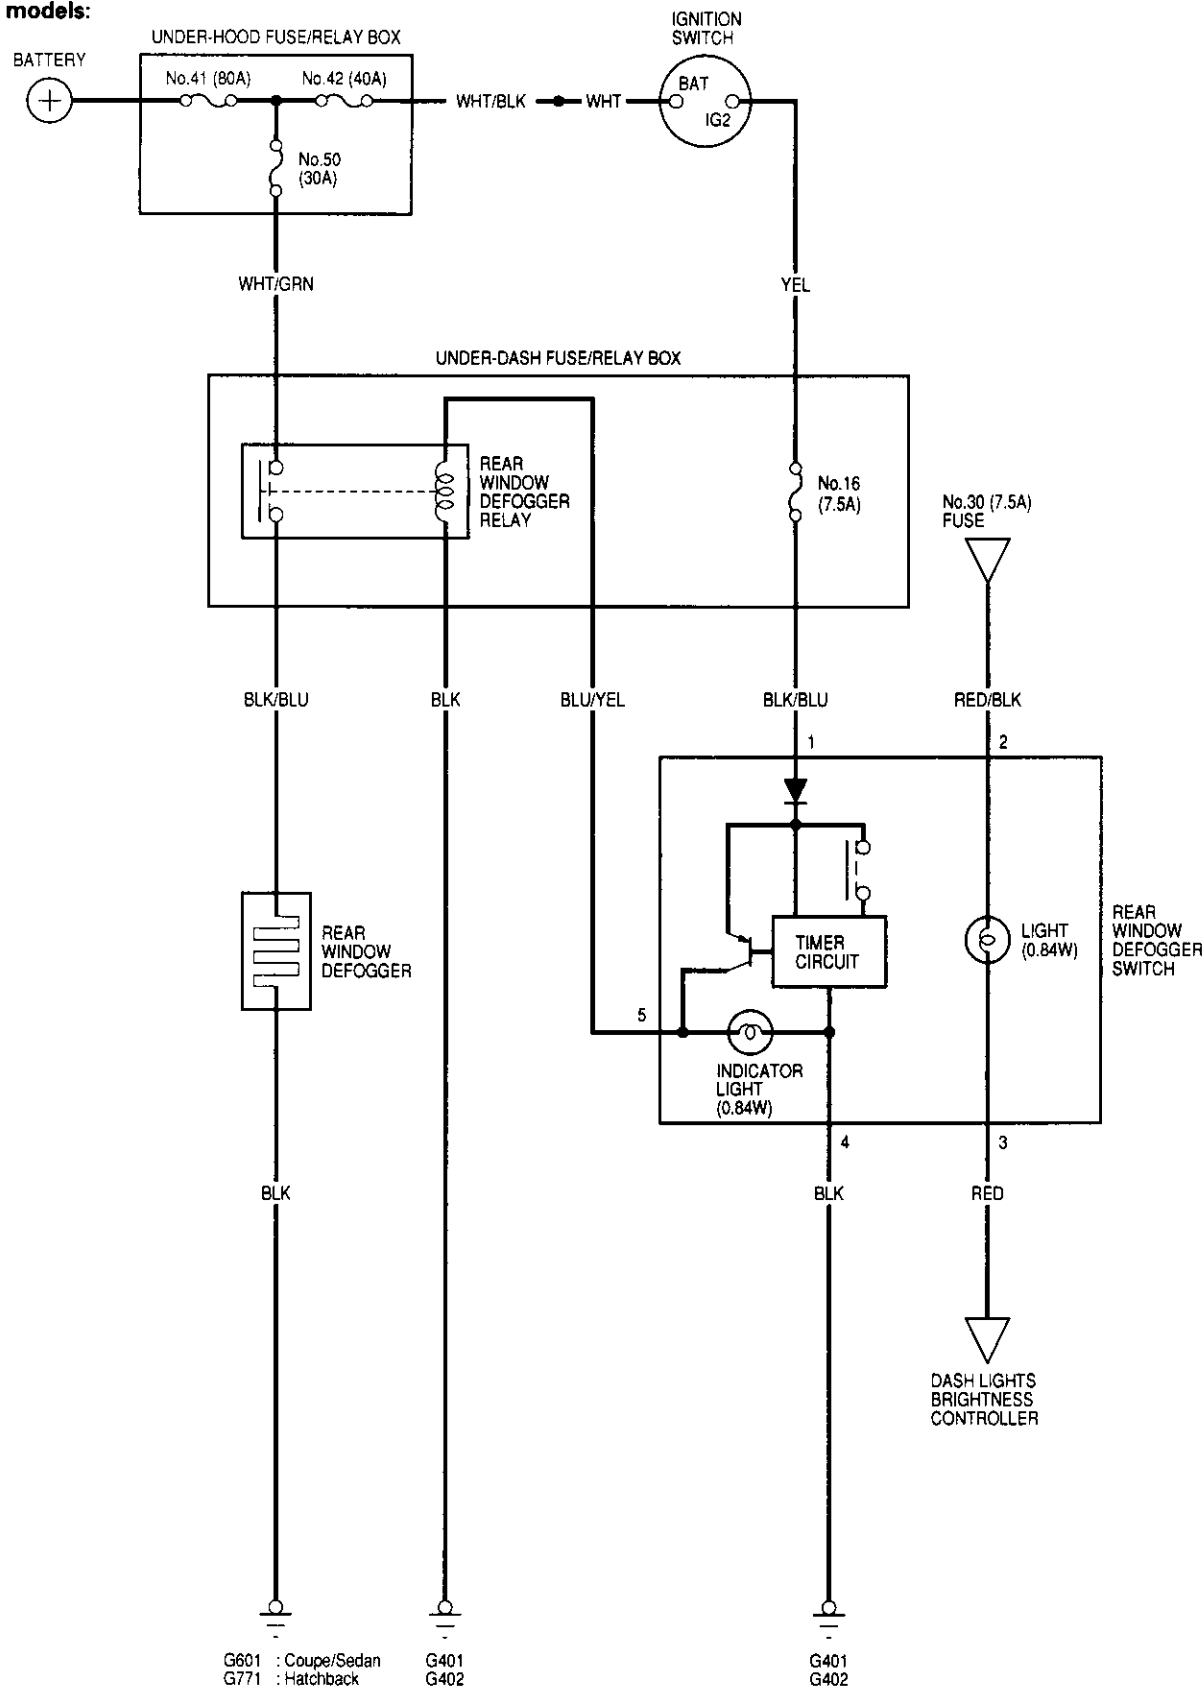 models:
UNDER-HOOD FUSE/RELAY BOX
IGNITION
SWITCH
BATTERY
+
No.41 (80A)
No.42 (40A)
BAT
IG2
WHT/BLK
WHT
No.50
(30A)
WHT/GRN
YEL
UNDER-DASH FUSE/RELAY BOX
REAR
WINDOW
DEFOGGER
RELAY
No.16
(7.5A)
No.30 (7.5A)
FUSE
BLK/BLU
BLK
BLU/YEL
BLK/BLU
RED/BLK
1
2
REAR
WINDOW
DEFOGGER
TIMER
CIRCUIT
LIGHT
(0.84W)
REAR
WINDOW
DEFOGGER
SWITCH
5
INDICATOR
LIGHT
(0.84W)
4
3
BLK
BLK
RED
DASH LIGHTS
BRIGHTNESS
CONTROLLER
G601 : Coupe/Sedan
G771 : Hatchback
G401
G402
G401
G402